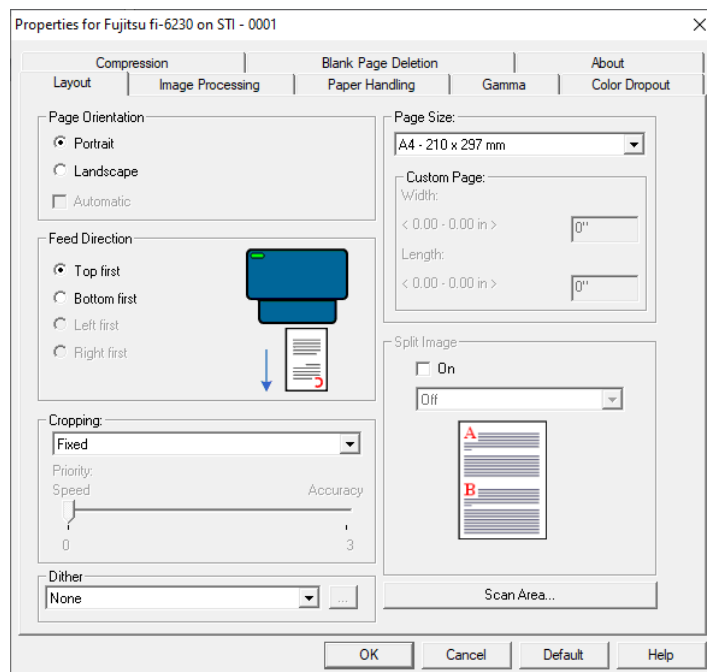 Properties for Fujitsu fi-6230 on STI - 0001
Compression
Blank Page Deletion
About
Layout
Image Processing
Paper Handling
Gamma
Color Dropout
Page Orientation
Portrait
Landscape
Automatic
Feed Direction
Top first
Bottom first
Left first
Right first
Cropping:
Fixed
Priority:
Speed
Accuracy
0
3
Dither
None
...
Page Size:
A4 - 210 x 297 mm
Custom Page:
Width:
< 0.00 - 0.00 in >
0"
Length:
< 0.00 - 0.00 in >
0"
Split Image
On
Off
A
B
Scan Area...
OK
Cancel
Default
Help